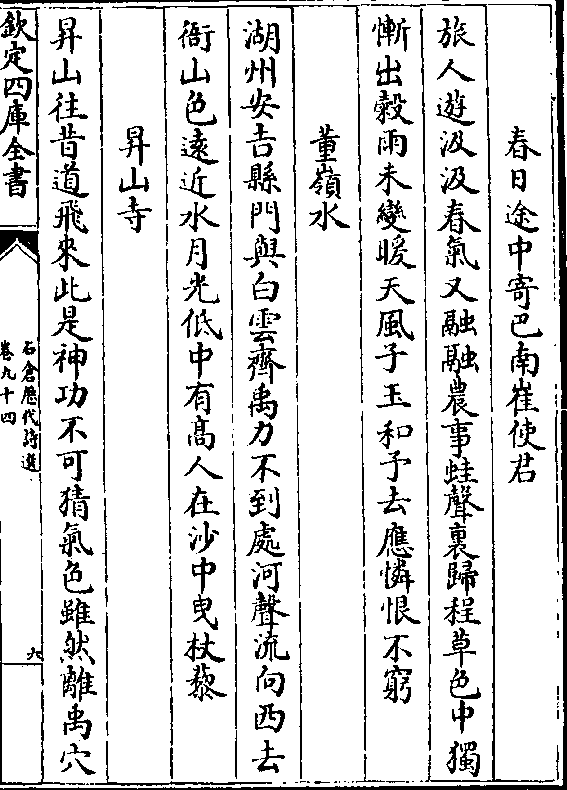 春日途中寄巴南崔使君
旅人遊汲汲春氣又融融農事蛙聲裏歸程草色中獨
慚出穀雨未變暖天風子玉和予去應憐恨不窮
董嶺水
湖州安吉縣門與白雲齊禹力不到處河聲流向西去
衙山色遠近水月光低中有髙人在沙中曳杖藜
昇山寺
昇山往昔道飛來此是神功不可猜氣色雖然離禹穴
欽定四庫全書
石倉歷代詩選
卷九十四
六